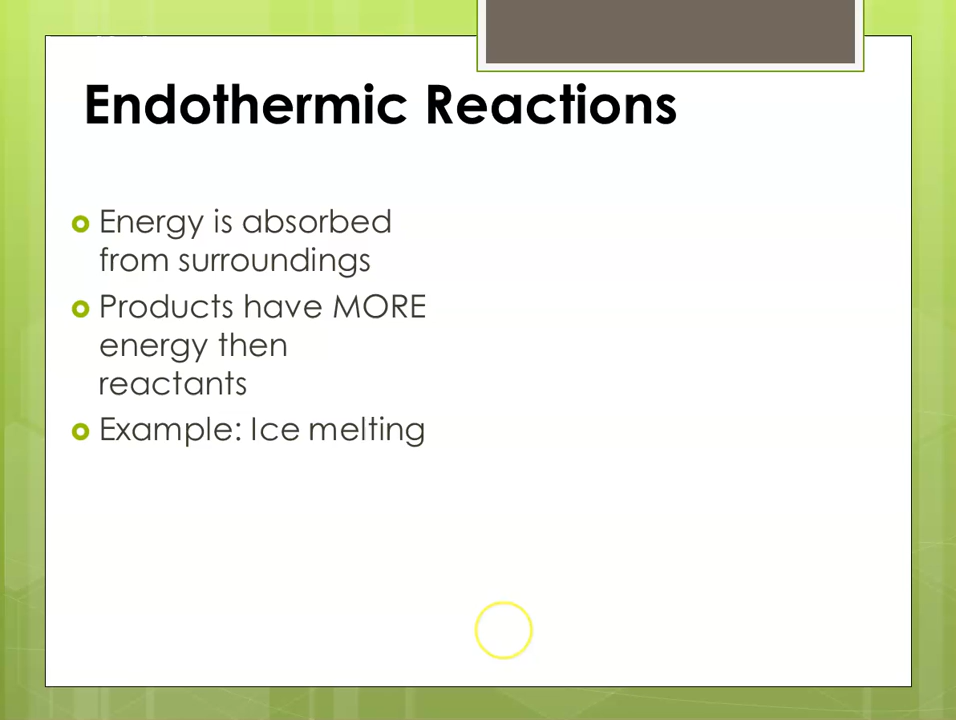 Endothermic Reactions
Energy is absorbed
from surroundings
Products have MORE
energy then
reactants
Example: Ice melting